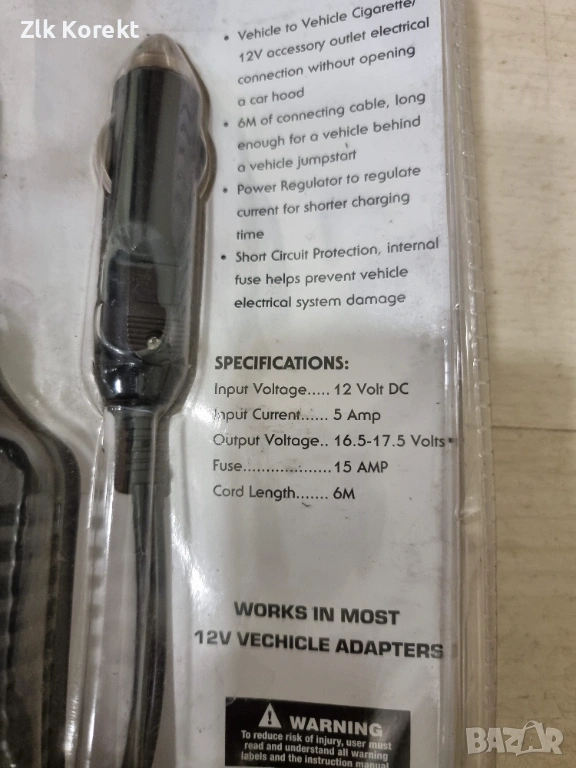 Zlk Korekt
• Vehicle to Vehicle Cigarette/
12V accessory outlet electrical
connection without opening
a car hood
• 6M of connecting cable, long
enough for a vehicle behind
a vehicle jumpstart
• Power Regulator to regulate
current for shorter charging
time
• Short Circuit Protection, internal
fuse helps prevent vehicle
electrical system damage
SPECIFICATIONS:
Input Voltage..... 12 Volt DC
Input Current...... 5 Amp
Output Voltage.. 16.5-17.5 Volts
Fuse..................... 15 AMP
Cord Length....... 6M
WORKS IN MOST
12V VECHICLE ADAPTERS
WARNING
To reduce risk of injury, user must
read and understand all warning
labels and the instruction manual
BAZAR